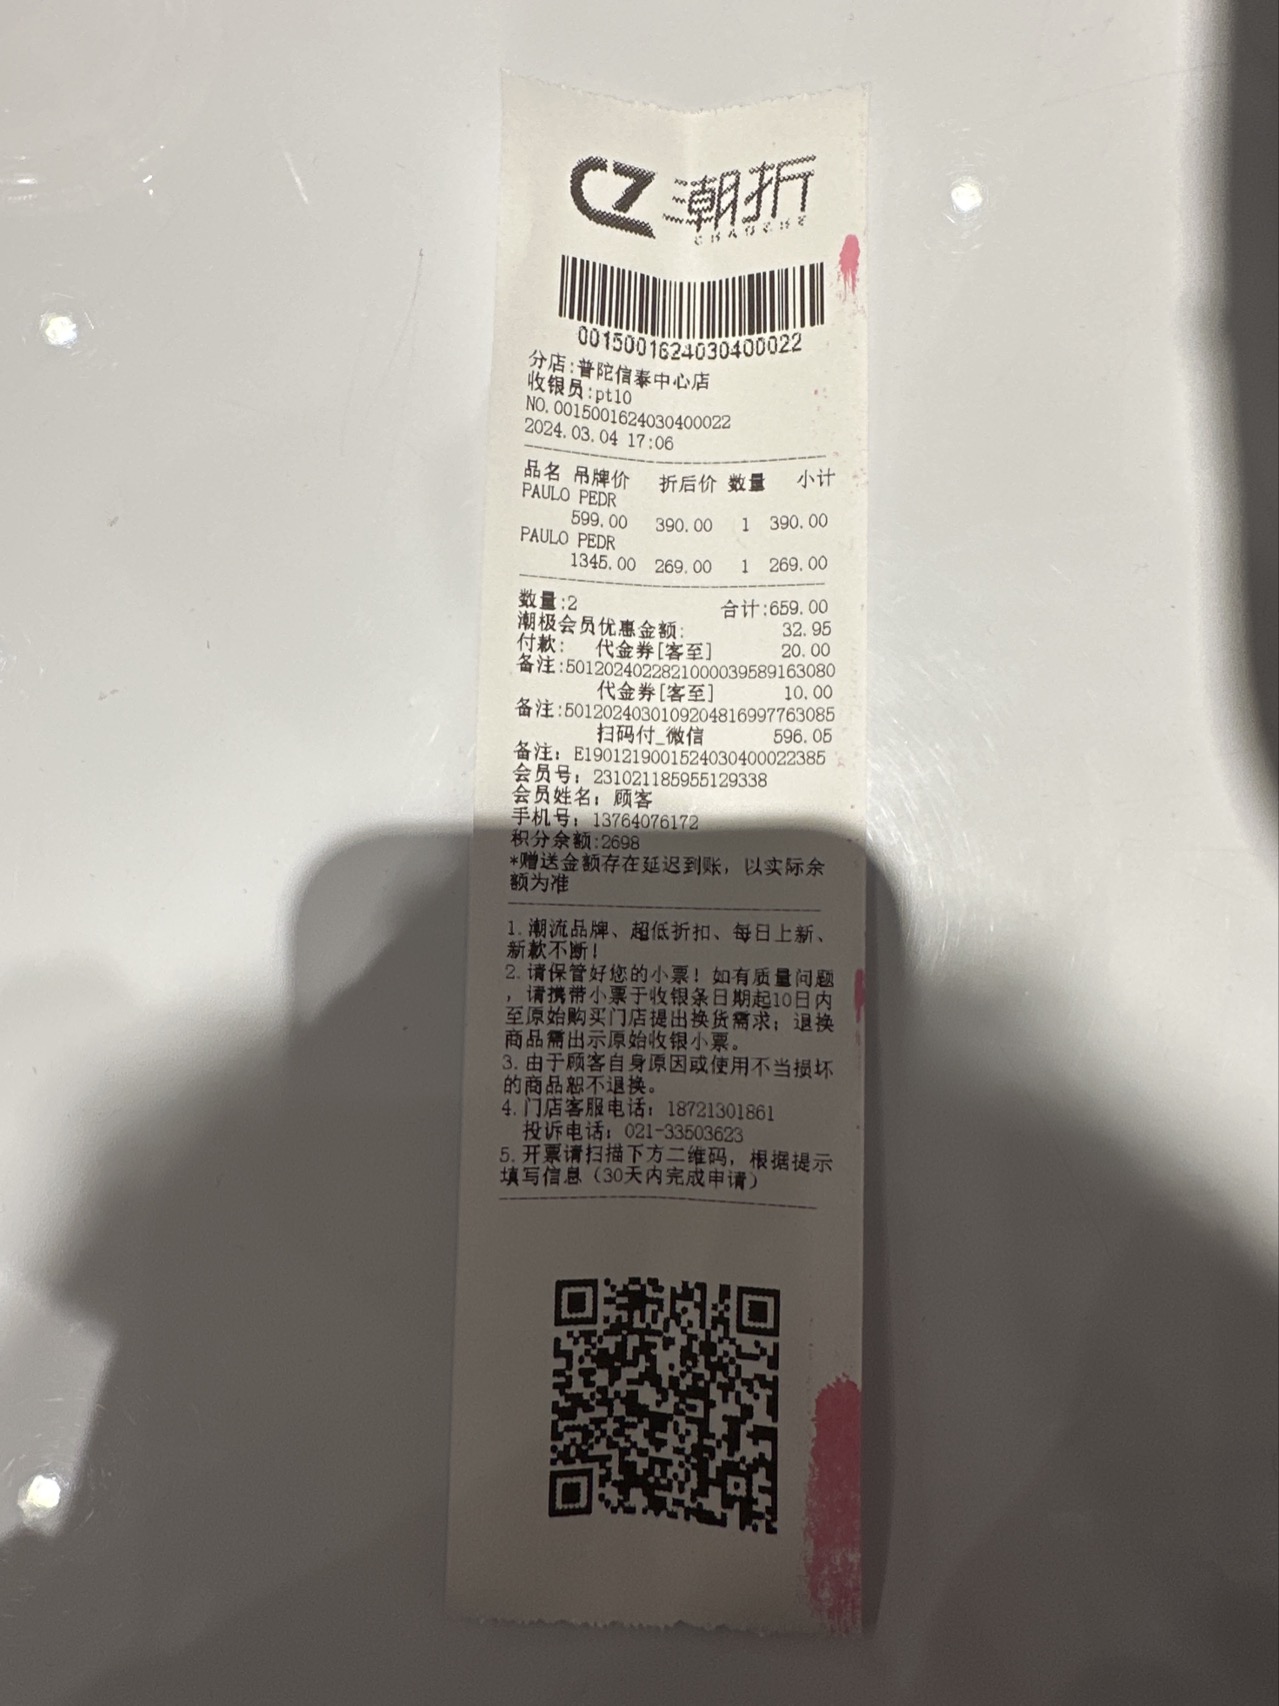 CZ 潮折
CHAOZHE
0015001624030400022
分店:普陀信泰中心店
收银员:pt10
NO.0015001624030400022
2024.03.04 17:06
品名 吊牌价 折后价 数量 小计
PAULO PEDR
599.00 390.00 1 390.00
PAULO PEDR
1345.00 269.00 1 269.00
数量:2 合计:659.00
潮极会员优惠金额: 32.95
付款: 代金券[客至] 20.00
备注:5012024022821000039589163080
代金券[客至] 10.00
备注:5012024030109204816997763085
扫码付_微信 596.05
备注: E1901219001524030400022385
会员号: 231021185955129338
会员姓名: 顾客
手机号: 13764076172
积分余额:2698
*赠送金额存在延迟到账, 以实际余
额为准
1.潮流品牌、超低折扣、每日上新、
新款不断!
2.请保管好您的小票! 如有质量问题
, 请携带小票于收银条日期起10日内
至原始购买门店提出换货需求; 退换
商品需出示原始收银小票。
3.由于顾客自身原因或使用不当损坏
的商品恕不退换。
4.门店客服电话: 18721301861
投诉电话: 021-33503623
5.开票请扫描下方二维码, 根据提示
填写信息 (30天内完成申请)